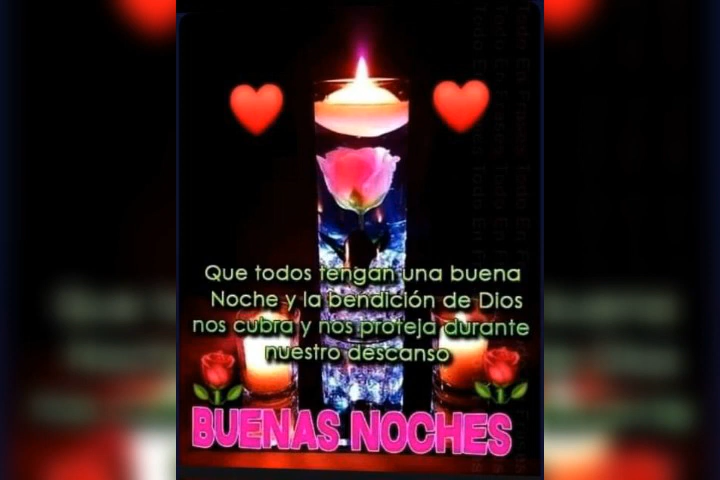 Que todos tengan una buena
Noche y la bendición de Dios
nos cubra y nos proteja durante
nuestro descanso
BUENAS NOCHES